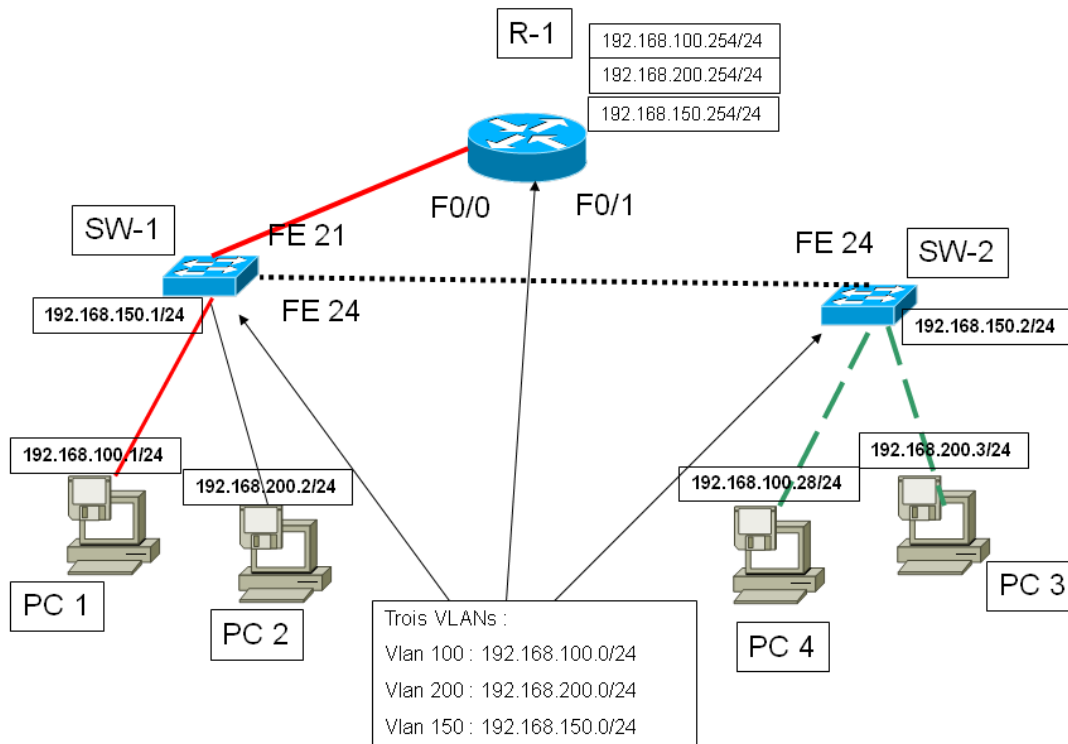 R-1
192.168.100.254/24
192.168.200.254/24
192.168.150.254/24
F0/0
F0/1
SW-1
FE 21
FE 24
SW-2
FE 24
192.168.150.1/24
192.168.150.2/24
192.168.100.1/24
192.168.200.2/24
192.168.100.28/24
192.168.200.3/24
PC 1
PC 2
PC 4
PC 3
Trois VLANs :
Vlan 100 : 192.168.100.0/24
Vlan 200 : 192.168.200.0/24
Vlan 150 : 192.168.150.0/24